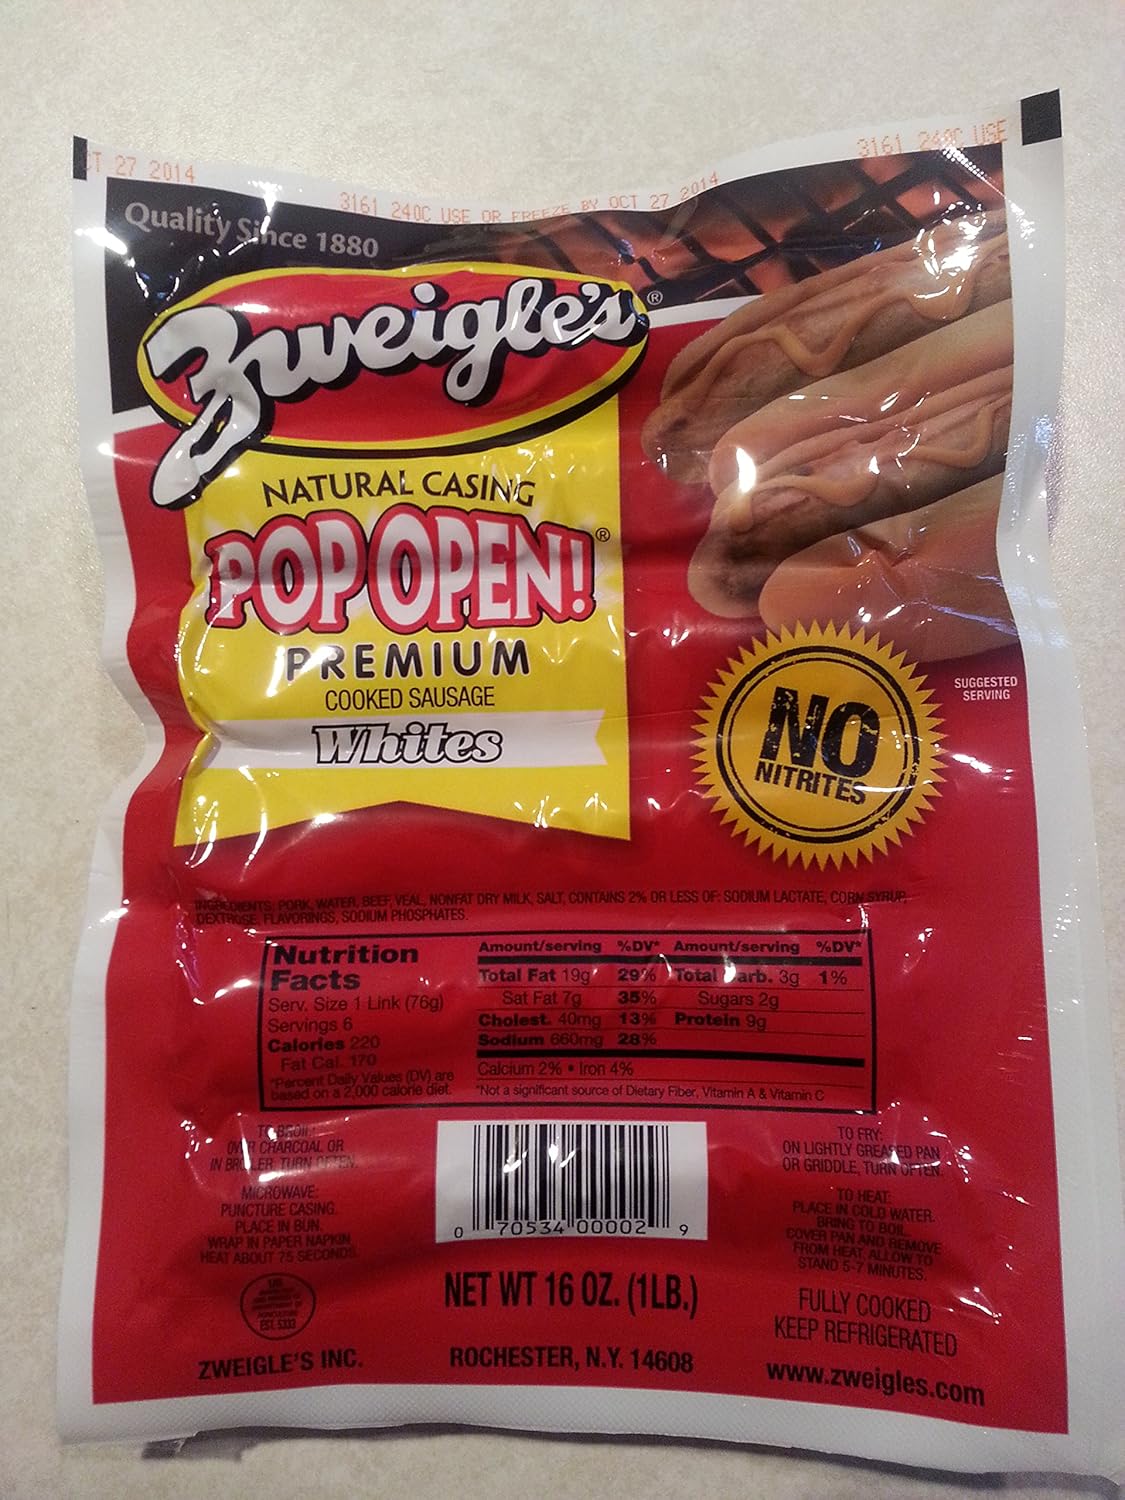 T 27 2014
3161 240C USE OR FREEZE BY OCT 27 2014
3161 240C USE
Quality Since 1880
Zweigle's®
NATURAL CASING
POP OPEN!®
PREMIUM
COOKED SAUSAGE
Whites
SUGGESTED
SERVING
NO
NITRITES
INGREDIENTS: PORK, WATER, BEEF, VEAL, NONFAT DRY MILK, SALT, CONTAINS 2% OR LESS OF: SODIUM LACTATE, CORN SYRUP,
DEXTROSE, FLAVORINGS, SODIUM PHOSPHATES.
Nutrition
Facts
Serv. Size 1 Link (76g)
Servings 6
Calories 220
Fat Cal. 170
*Percent Daily Values (DV) are
based on a 2,000 calorie diet.
Amount/serving %DV* Amount/serving %DV*
Total Fat 19g 29% Total Carb. 3g 1%
Sat Fat 7g 35% Sugars 2g
Cholest. 40mg 13% Protein 9g
Sodium 660mg 28%
Calcium 2% • Iron 4%
*Not a significant source of Dietary Fiber, Vitamin A & Vitamin C
TO BROIL:
OVER CHARCOAL OR
IN BROILER, TURN OFTEN.
MICROWAVE:
PUNCTURE CASING.
PLACE IN BUN.
WRAP IN PAPER NAPKIN
HEAT ABOUT 75 SECONDS.
0 70534 00002 9
TO FRY:
ON LIGHTLY GREASED PAN
OR GRIDDLE, TURN OFTEN.
TO HEAT:
PLACE IN COLD WATER.
BRING TO BOIL.
COVER PAN AND REMOVE
FROM HEAT, ALLOW TO
STAND 5-7 MINUTES.
EST. 5333
NET WT 16 OZ. (1LB.)
FULLY COOKED
KEEP REFRIGERATED
ZWEIGLE'S INC.
ROCHESTER, N.Y. 14608
www.zweigles.com